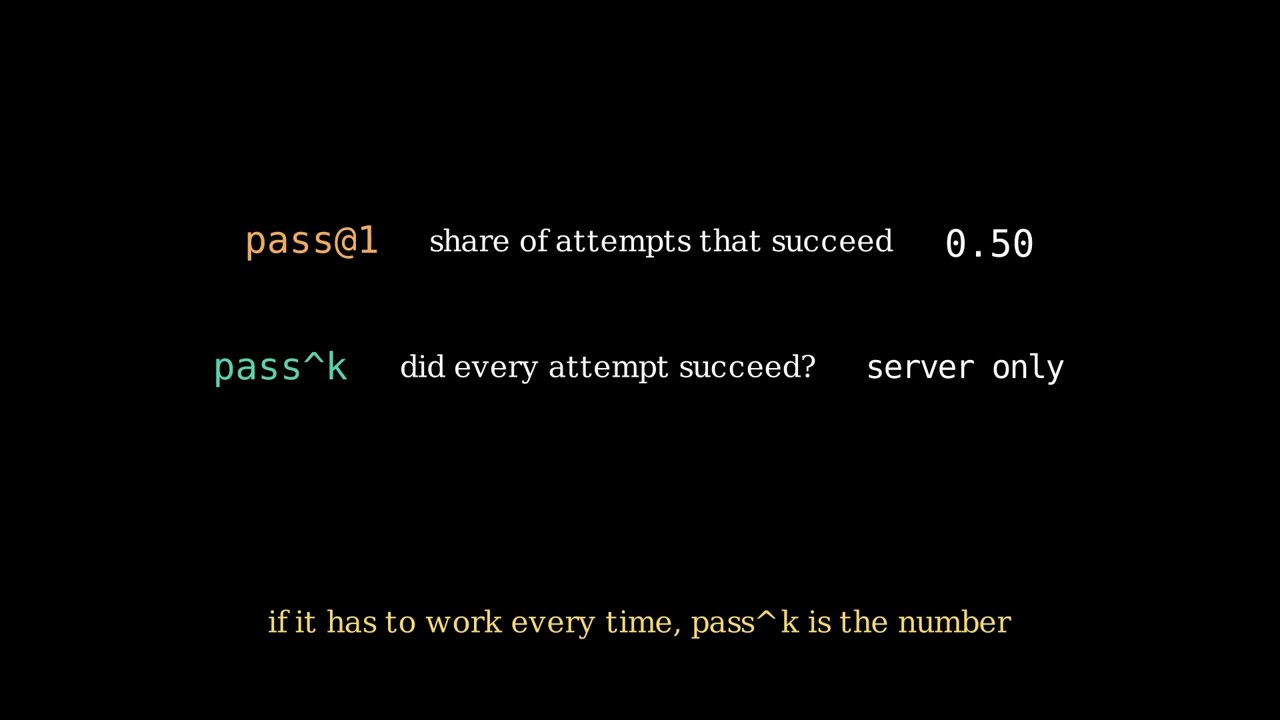 pass@1 share of attempts that succeed 0.50
pass^k did every attempt succeed? server only
if it has to work every time, pass^k is the number